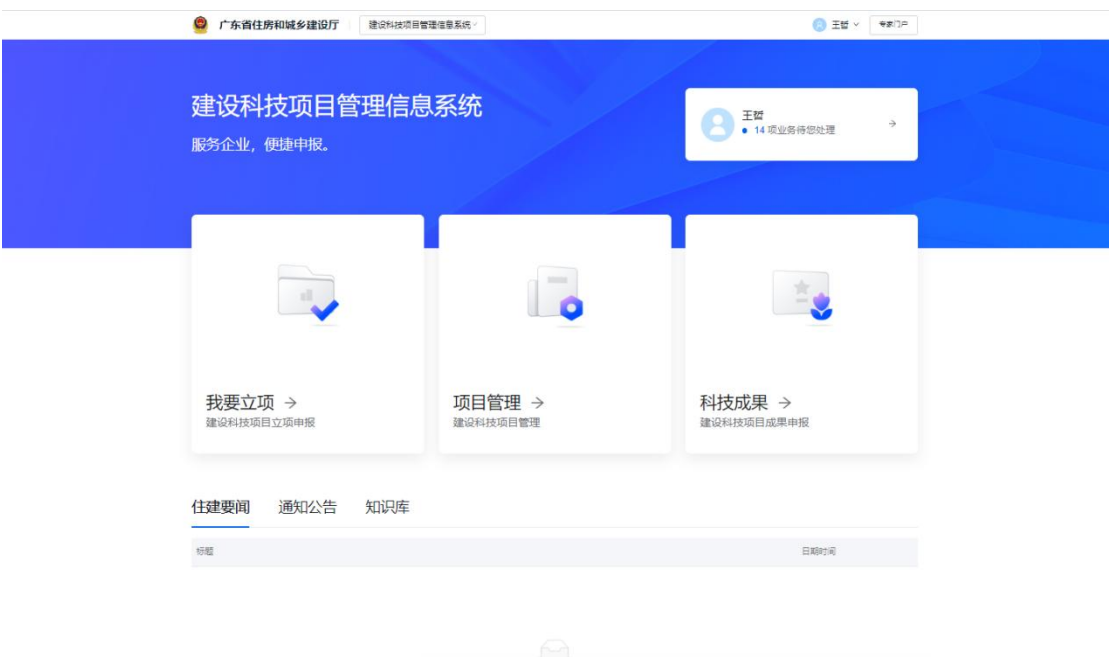 广东省住房和城乡建设厅 建设科技项目管理信息系统 王哲 专家门户
建设科技项目管理信息系统
服务企业，便捷申报。
王哲
14 项业务待您处理
我要立项 项目管理 科技成果
建设科技项目立项申报 建设科技项目管理 建设科技项目成果申报
住建要闻 通知公告 知识库
标题 日期时间